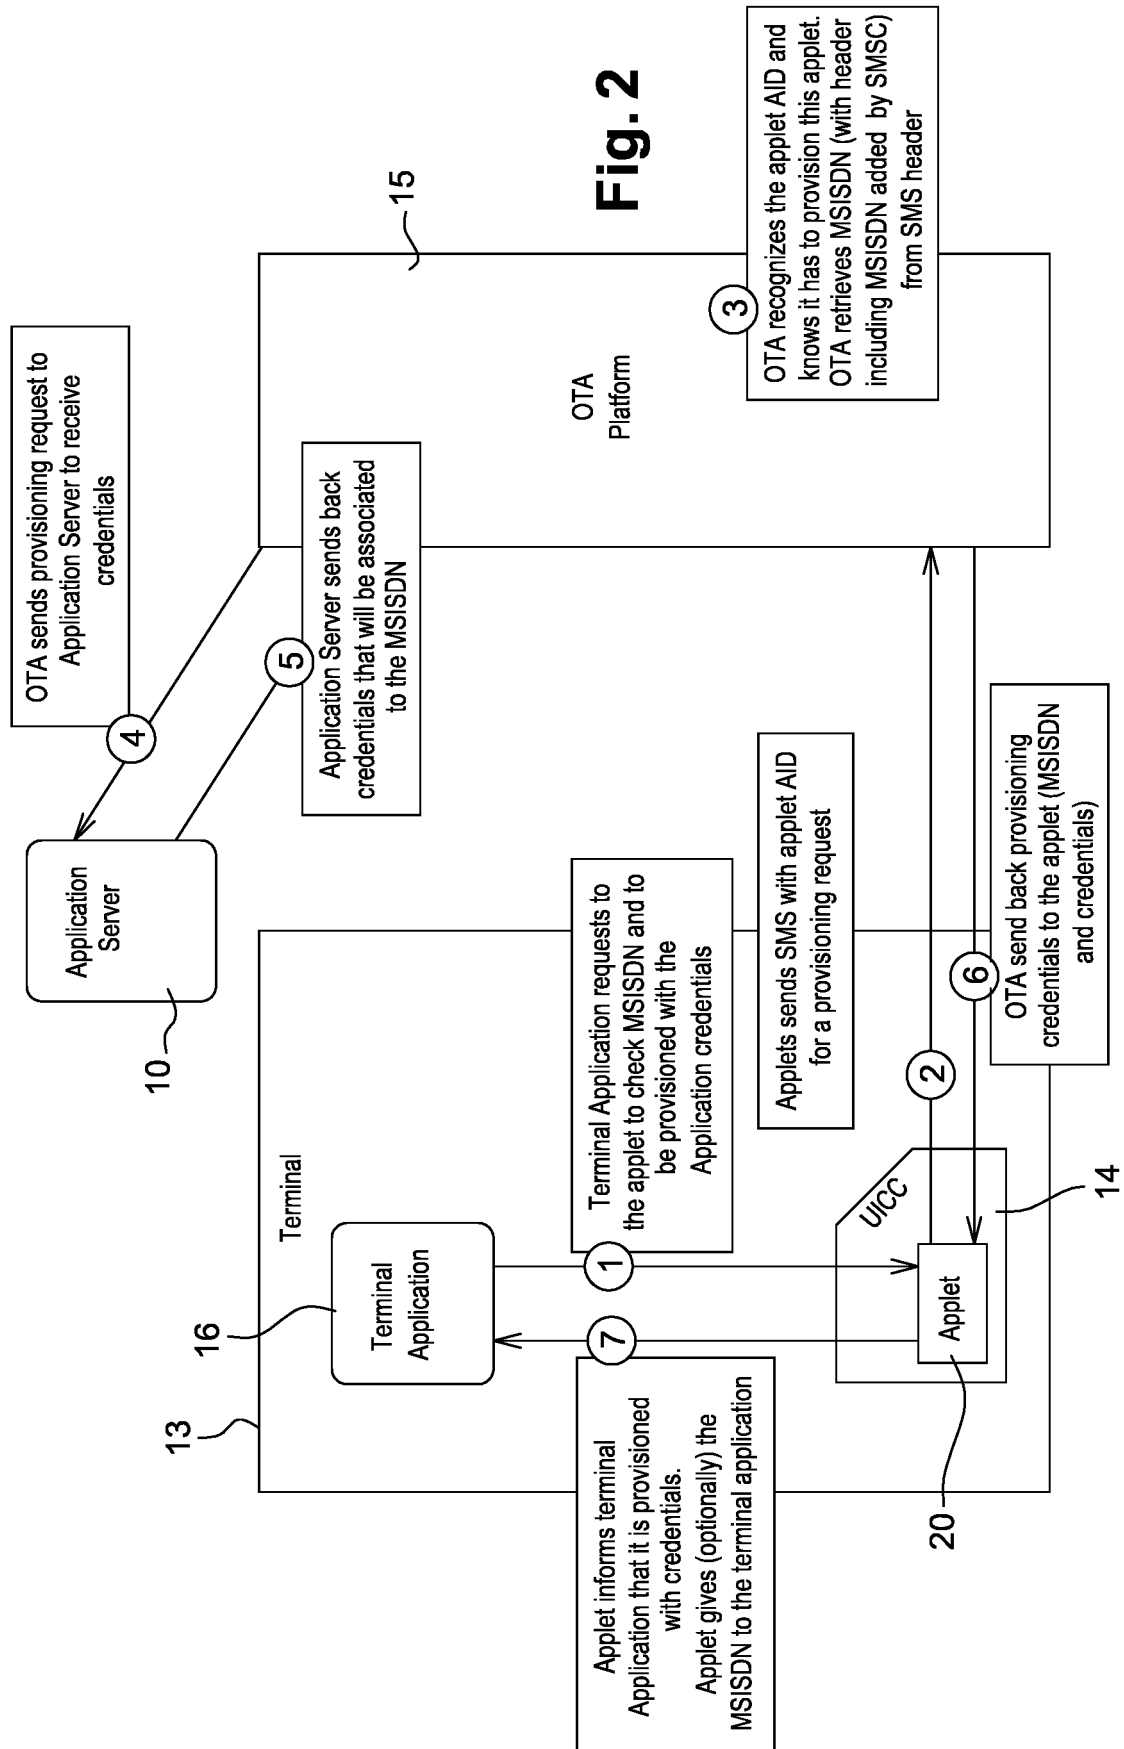 OTA sends provisioning request to
Application Server to receive
credentials
4
Application
Server
10
5
Application Server sends back
credentials that will be associated
to the MSISDN
15
OTA
Platform
Fig. 2
3
OTA recognizes the applet AID and
knows it has to provision this applet.
OTA retrieves MSISDN (with header
including MSISDN added by SMSC)
from SMS header
13
Terminal
16
Terminal
Application
1
Terminal Application requests to
the applet to check MSISDN and to
be provisioned with the
Application credentials
7
Applet informs terminal
Application that it is provisioned
with credentials.
Applet gives (optionally) the
MSISDN to the terminal application
Applets sends SMS with applet AID
for a provisioning request
2
UICC
14
Applet
20
6
OTA send back provisioning
credentials to the applet (MSISDN
and credentials)